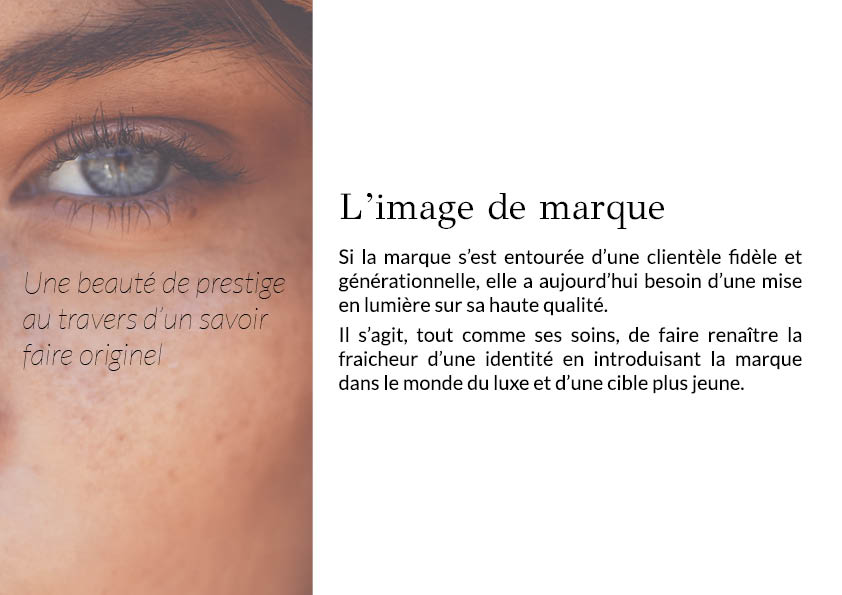 Une beauté de prestige
au travers d’un savoir
faire originel
L’image de marque
Si la marque s’est entourée d’une clientèle fidèle et
générationnelle, elle a aujourd’hui besoin d’une mise
en lumière sur sa haute qualité.
Il s’agit, tout comme ses soins, de faire renaître la
fraicheur d’une identité en introduisant la marque
dans le monde du luxe et d’une cible plus jeune.